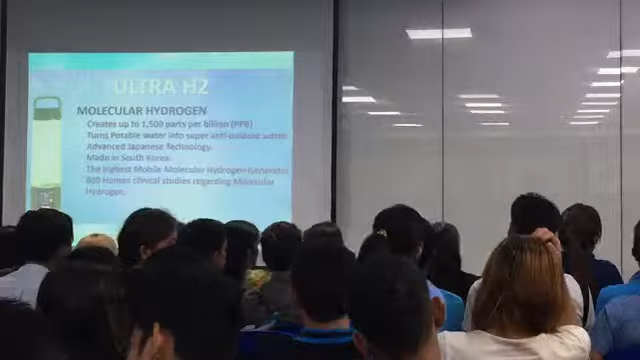 ULTRA H2
MOLECULAR HYDROGEN
Creates up to 1,500 parts per billion (PPB)
Turns Potable water into super anti-oxidant water.
Advanced Japanese Technology.
Made in South Korea.
The highest Mobile Molecular Hydrogen Generator
600 Human clinical studies regarding Molecular
Hydrogen.